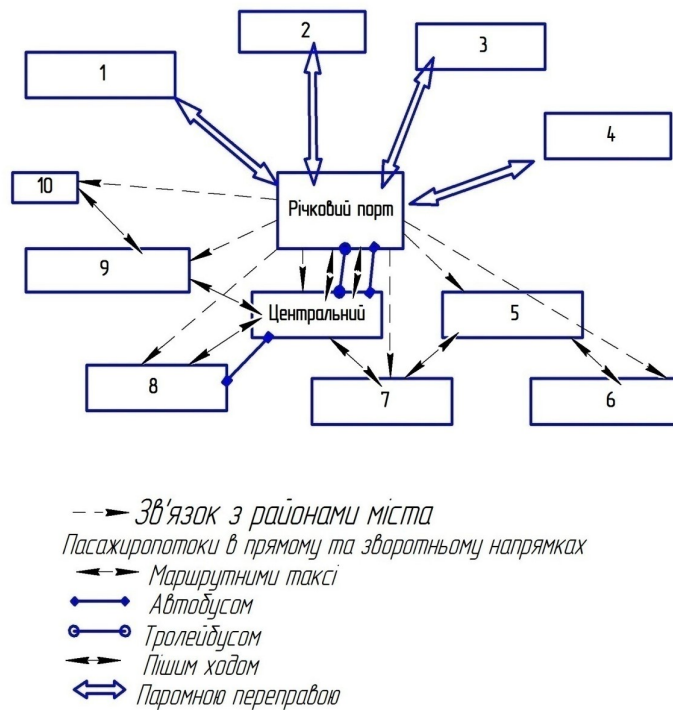 2
3
1
4
10
Річковий порт
9
Центральний
5
8
7
6
Зв'язок з районами міста
Пасажиропотоки в прямому та зворотньому напрямках
Маршрутними таксі
Автобусом
Тролейбусом
Пішим ходом
Паромною переправою